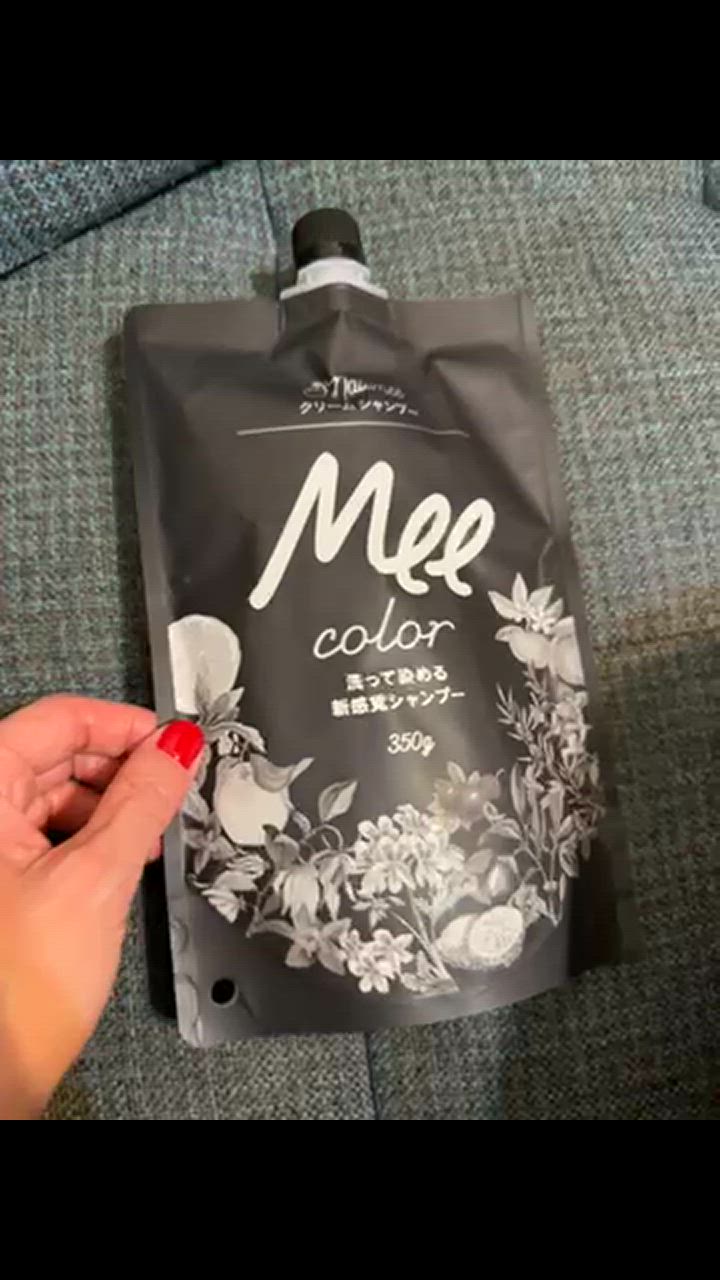 クリームシャンプー
Mee
color
洗って染める
新感覚シャンプー
350g